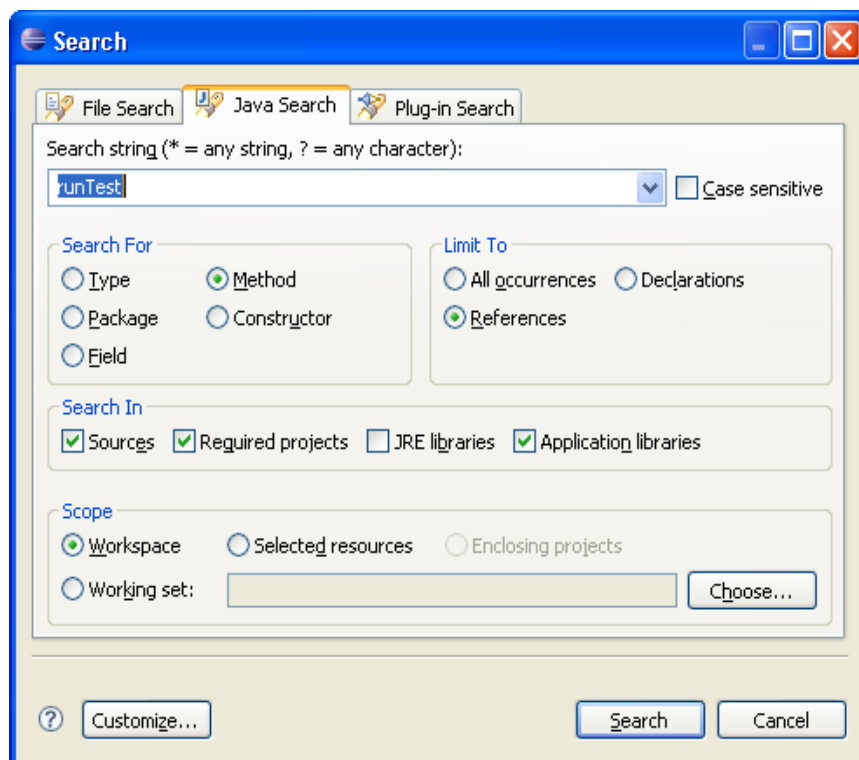 Search
File Search Java Search Plug-in Search
Search string (* = any string, ? = any character):
runTest Case sensitive
Search For Limit To
Type Method All occurrences Declarations
Package Constructor References
Field
Search In
Sources Required projects JRE libraries Application libraries
Scope
Workspace Selected resources Enclosing projects
Working set: Choose...
? Customize... Search Cancel